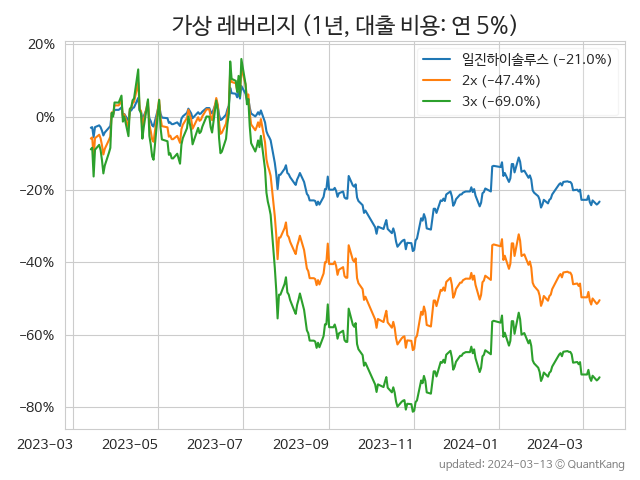 가상 레버리지 (1년, 대출 비용: 연 5%)
일진하이솔루스 (−21.0%)
2x (−47.4%)
3x (−69.0%)
20%
0%
−20%
−40%
−60%
−80%
2023−03 2023−05 2023−07 2023−09 2023−11 2024−01 2024−03
updated: 2024-03-13 © QuantKang